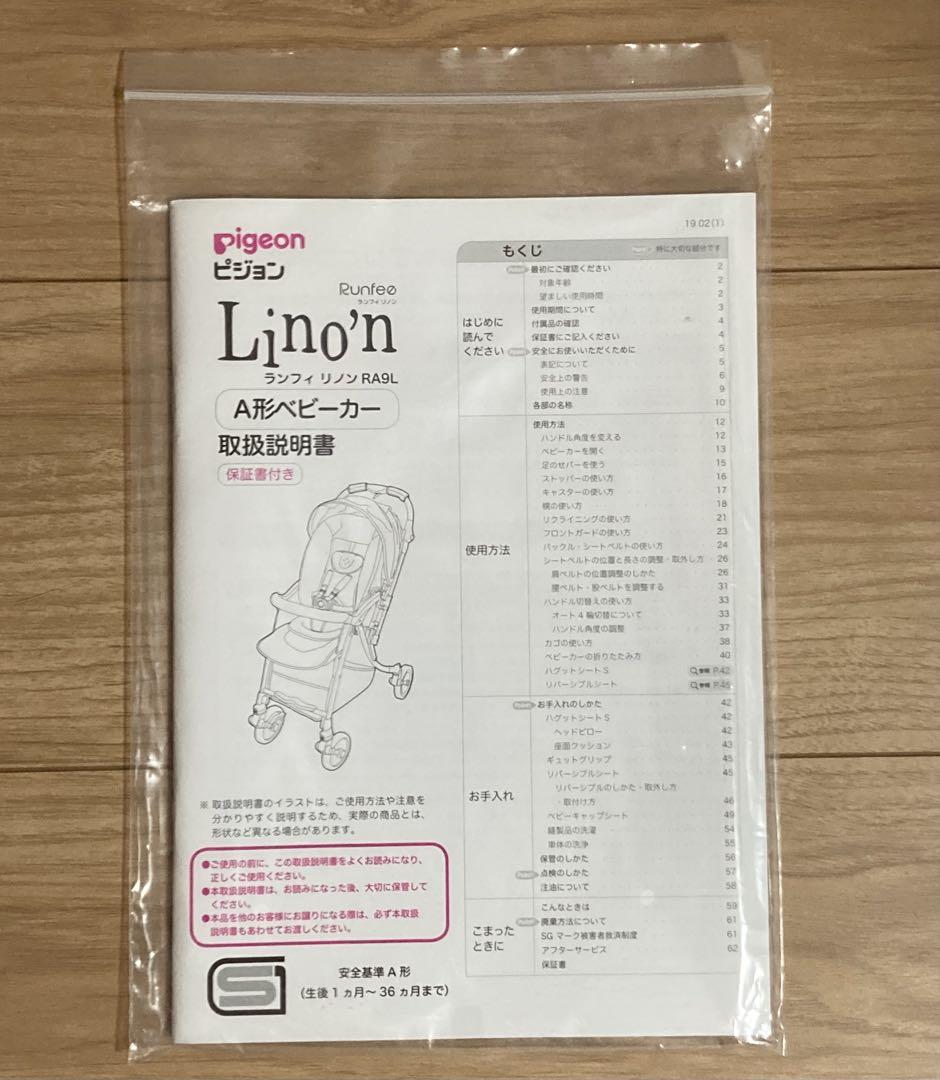 pigeon
ピジョン
Runfee
ランフィ リノン
Lino'n
ランフィ リノン RA9L
A形ベビーカー
取扱説明書
保証書付き
※ 取扱説明書のイラストは、ご使用方法や注意を
分かりやすく説明するため、実際の商品とは、
形状など異なる場合があります。
●ご使用の前に、この取扱説明書をよくお読みになり、
正しくご使用ください。
●本取扱説明書は、お読みになった後、大切に保管して
ください。
●本品を他のお客様にお譲りになる際は、必ず本取扱
説明書もあわせてお渡しください。
安全基準 A 形
(生後 1 ヵ月〜 36 ヵ月まで)
19.02(1)
もくじ
特に大切な部分です
はじめに
読んで
ください
最初にご確認ください 2
対象年齢 2
望ましい使用時間 2
使用期間について 3
付属品の確認 4
保証書にご記入ください 4
安全にお使いいただくために 5
表記について 5
安全上の警告 6
使用上の注意 9
各部の名称 10
使用方法
使用方法 12
ハンドル角度を変える 12
ベビーカーを開く 13
足のせバーを使う 15
ストッパーの使い方 16
キャスターの使い方 17
幌の使い方 18
リクライニングの使い方 21
フロントガードの使い方 23
バックル・シートベルトの使い方 24
シートベルトの位置と長さの調整・取外し方 26
肩ベルトの位置調整のしかた 26
腰ベルト・股ベルトを調整する 31
ハンドル切替えの使い方 33
オート 4 輪切替について 33
ハンドル角度の調整 37
カゴの使い方 38
ベビーカーの折りたたみ方 40
ハグットシート S 参照 P.42
リバーシブルシート 参照 P.45
お手入れ
お手入れのしかた 42
ハグットシート S 42
ヘッドピロー 42
座面クッション 43
ギュットグリップ 45
リバーシブルシート 45
リバーシブルのしかた・取外し方
・取付け方 46
ベビーキャップシート 49
縫製品の洗濯 54
車体の洗浄 55
保管のしかた 56
点検のしかた 57
注油について 58
こまった
ときに
こんなときは 59
廃棄方法について 61
SG マーク被害者救済制度 61
アフターサービス 62
保証書